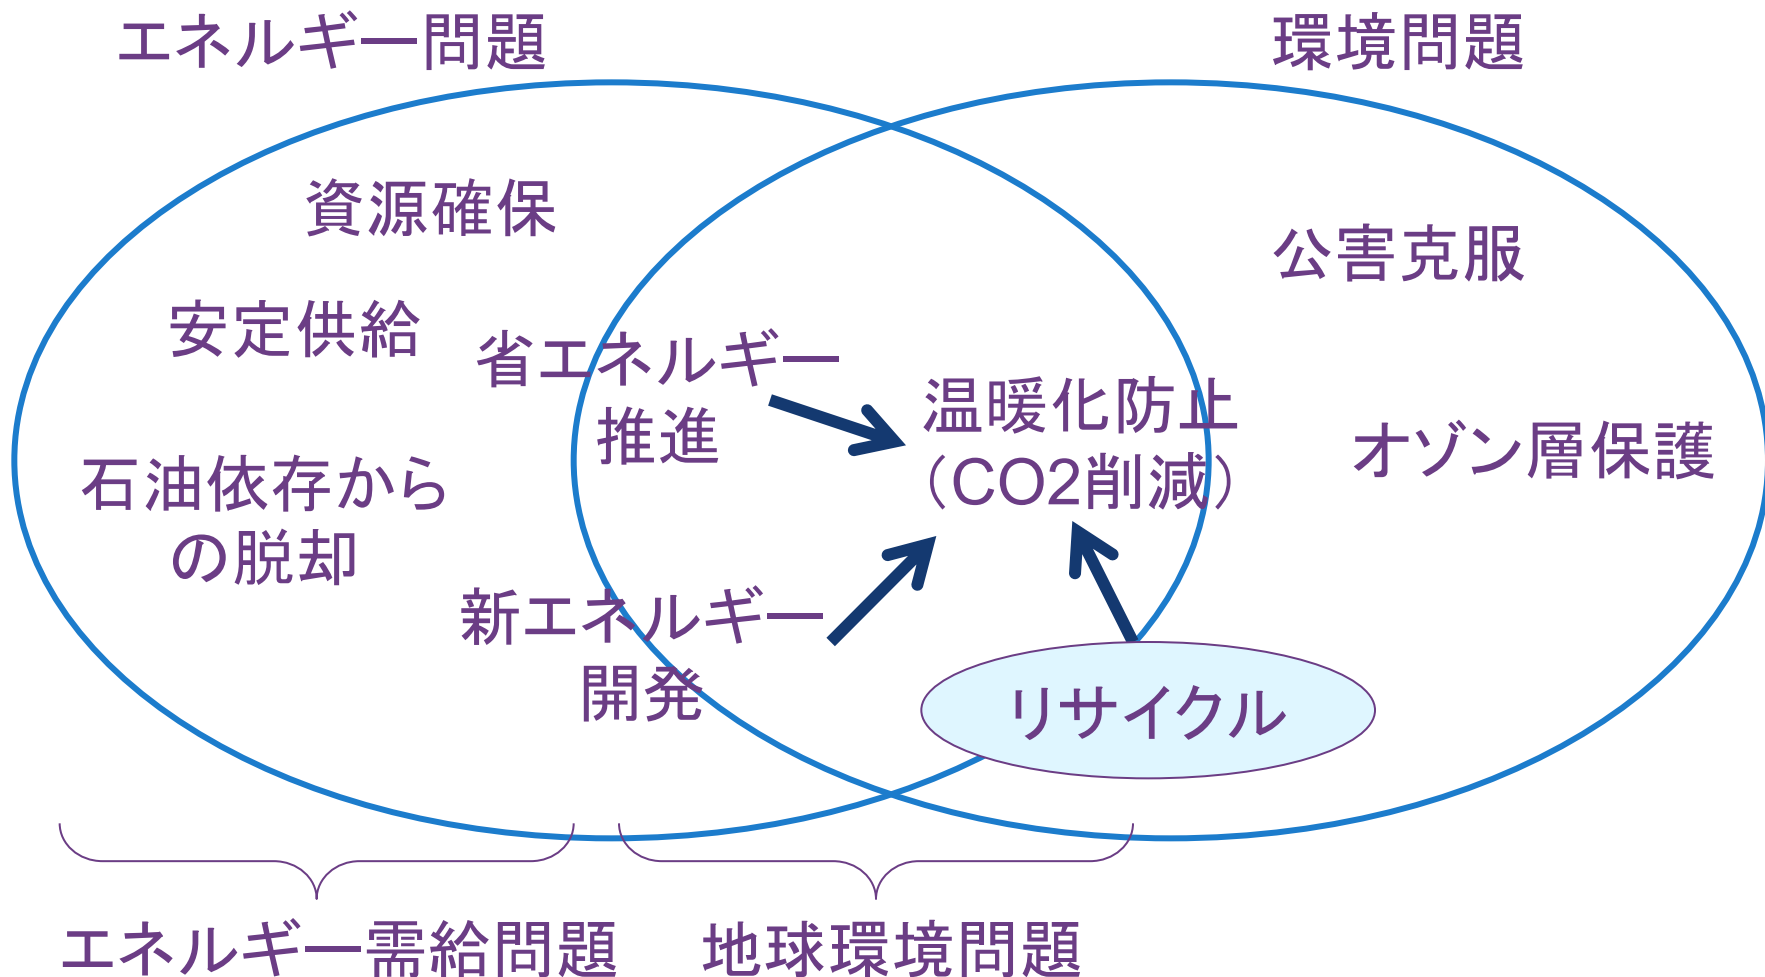 エネルギー問題
環境問題
資源確保
公害克服
安定供給
省エネルギー
推進
温暖化防止
（CO2削減）
オゾン層保護
石油依存から
の脱却
新エネルギー
開発
リサイクル
エネルギー需給問題
地球環境問題